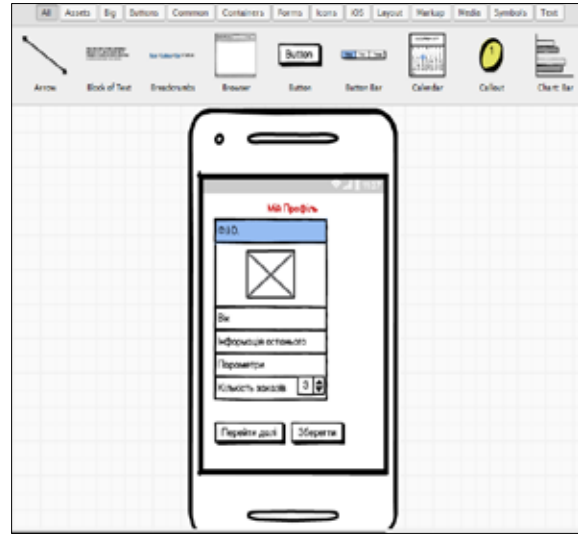 All Assets Big Buttons Common Containers Forms Icons iOS Layout Markup Media Symbols Text
Button
1
Arrow Block of Text Breadcrumbs Browser Button Button Bar Calendar Callout Chart: Bar
Мій Профіль
Ф.І.О.
Вік
Інформація останнього
Параметри
Кількість заказів 3
Перейти далі Зберегти